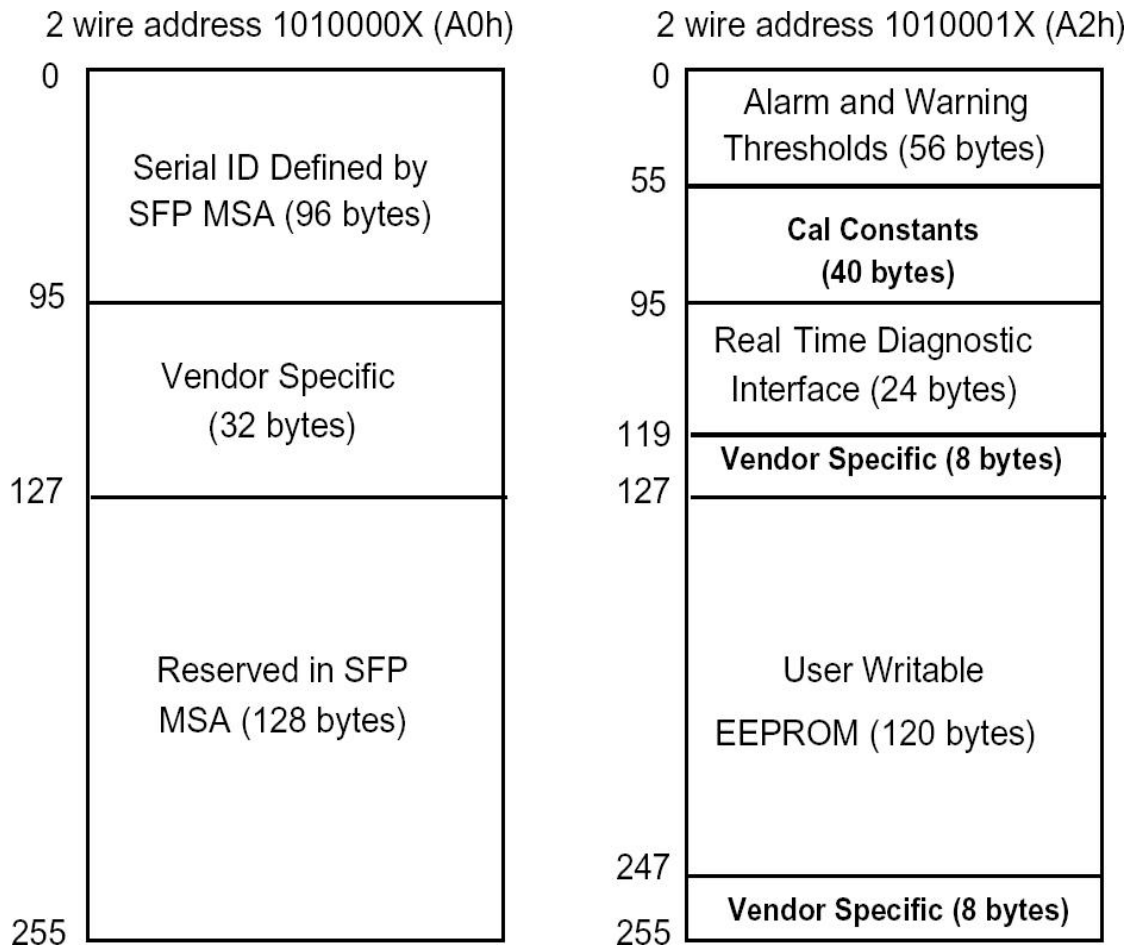 2 wire address 1010000X (A0h)
0
Serial ID Defined by
SFP MSA (96 bytes)
95
Vendor Specific
(32 bytes)
127
Reserved in SFP
MSA (128 bytes)
255
2 wire address 1010001X (A2h)
0
Alarm and Warning
Thresholds (56 bytes)
55
Cal Constants
(40 bytes)
95
Real Time Diagnostic
Interface (24 bytes)
119
Vendor Specific (8 bytes)
127
User Writable
EEPROM (120 bytes)
247
Vendor Specific (8 bytes)
255